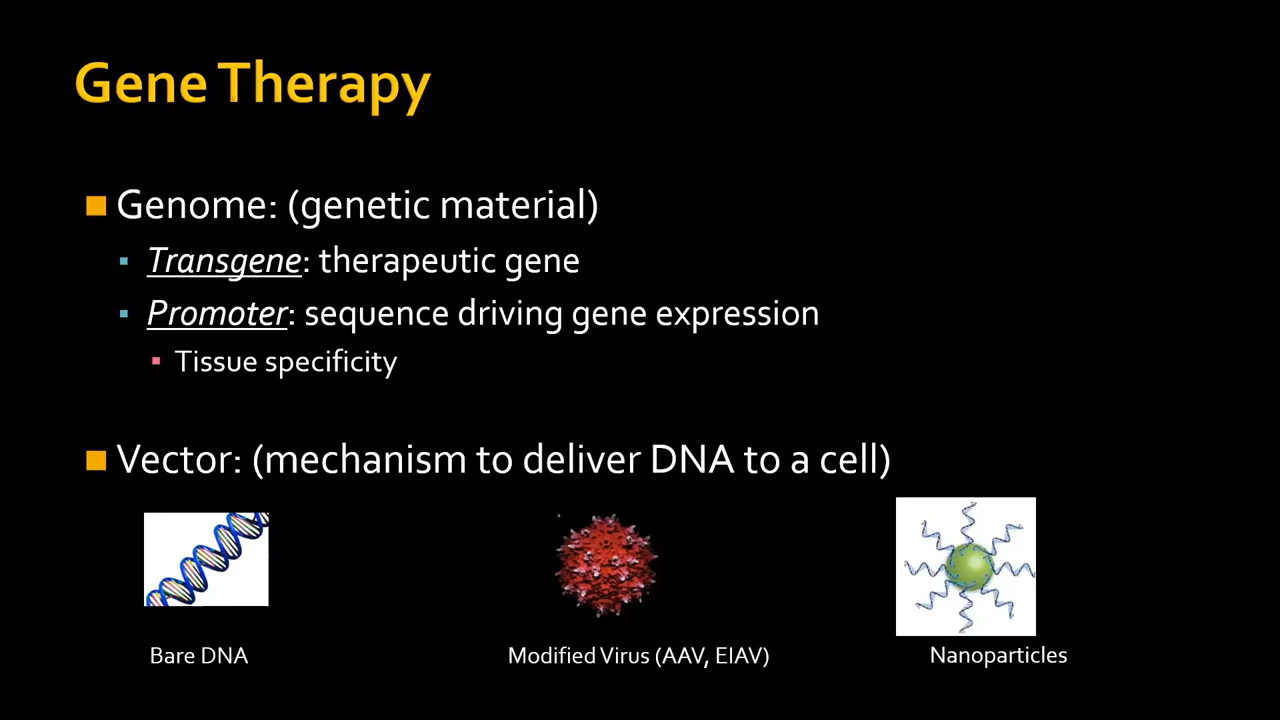 Gene Therapy
Genome: (genetic material)
Transgene: therapeutic gene
Promoter: sequence driving gene expression
Tissue specificity
Vector: (mechanism to deliver DNA to a cell)
Bare DNA
Modified Virus (AAV, EIAV)
Nanoparticles